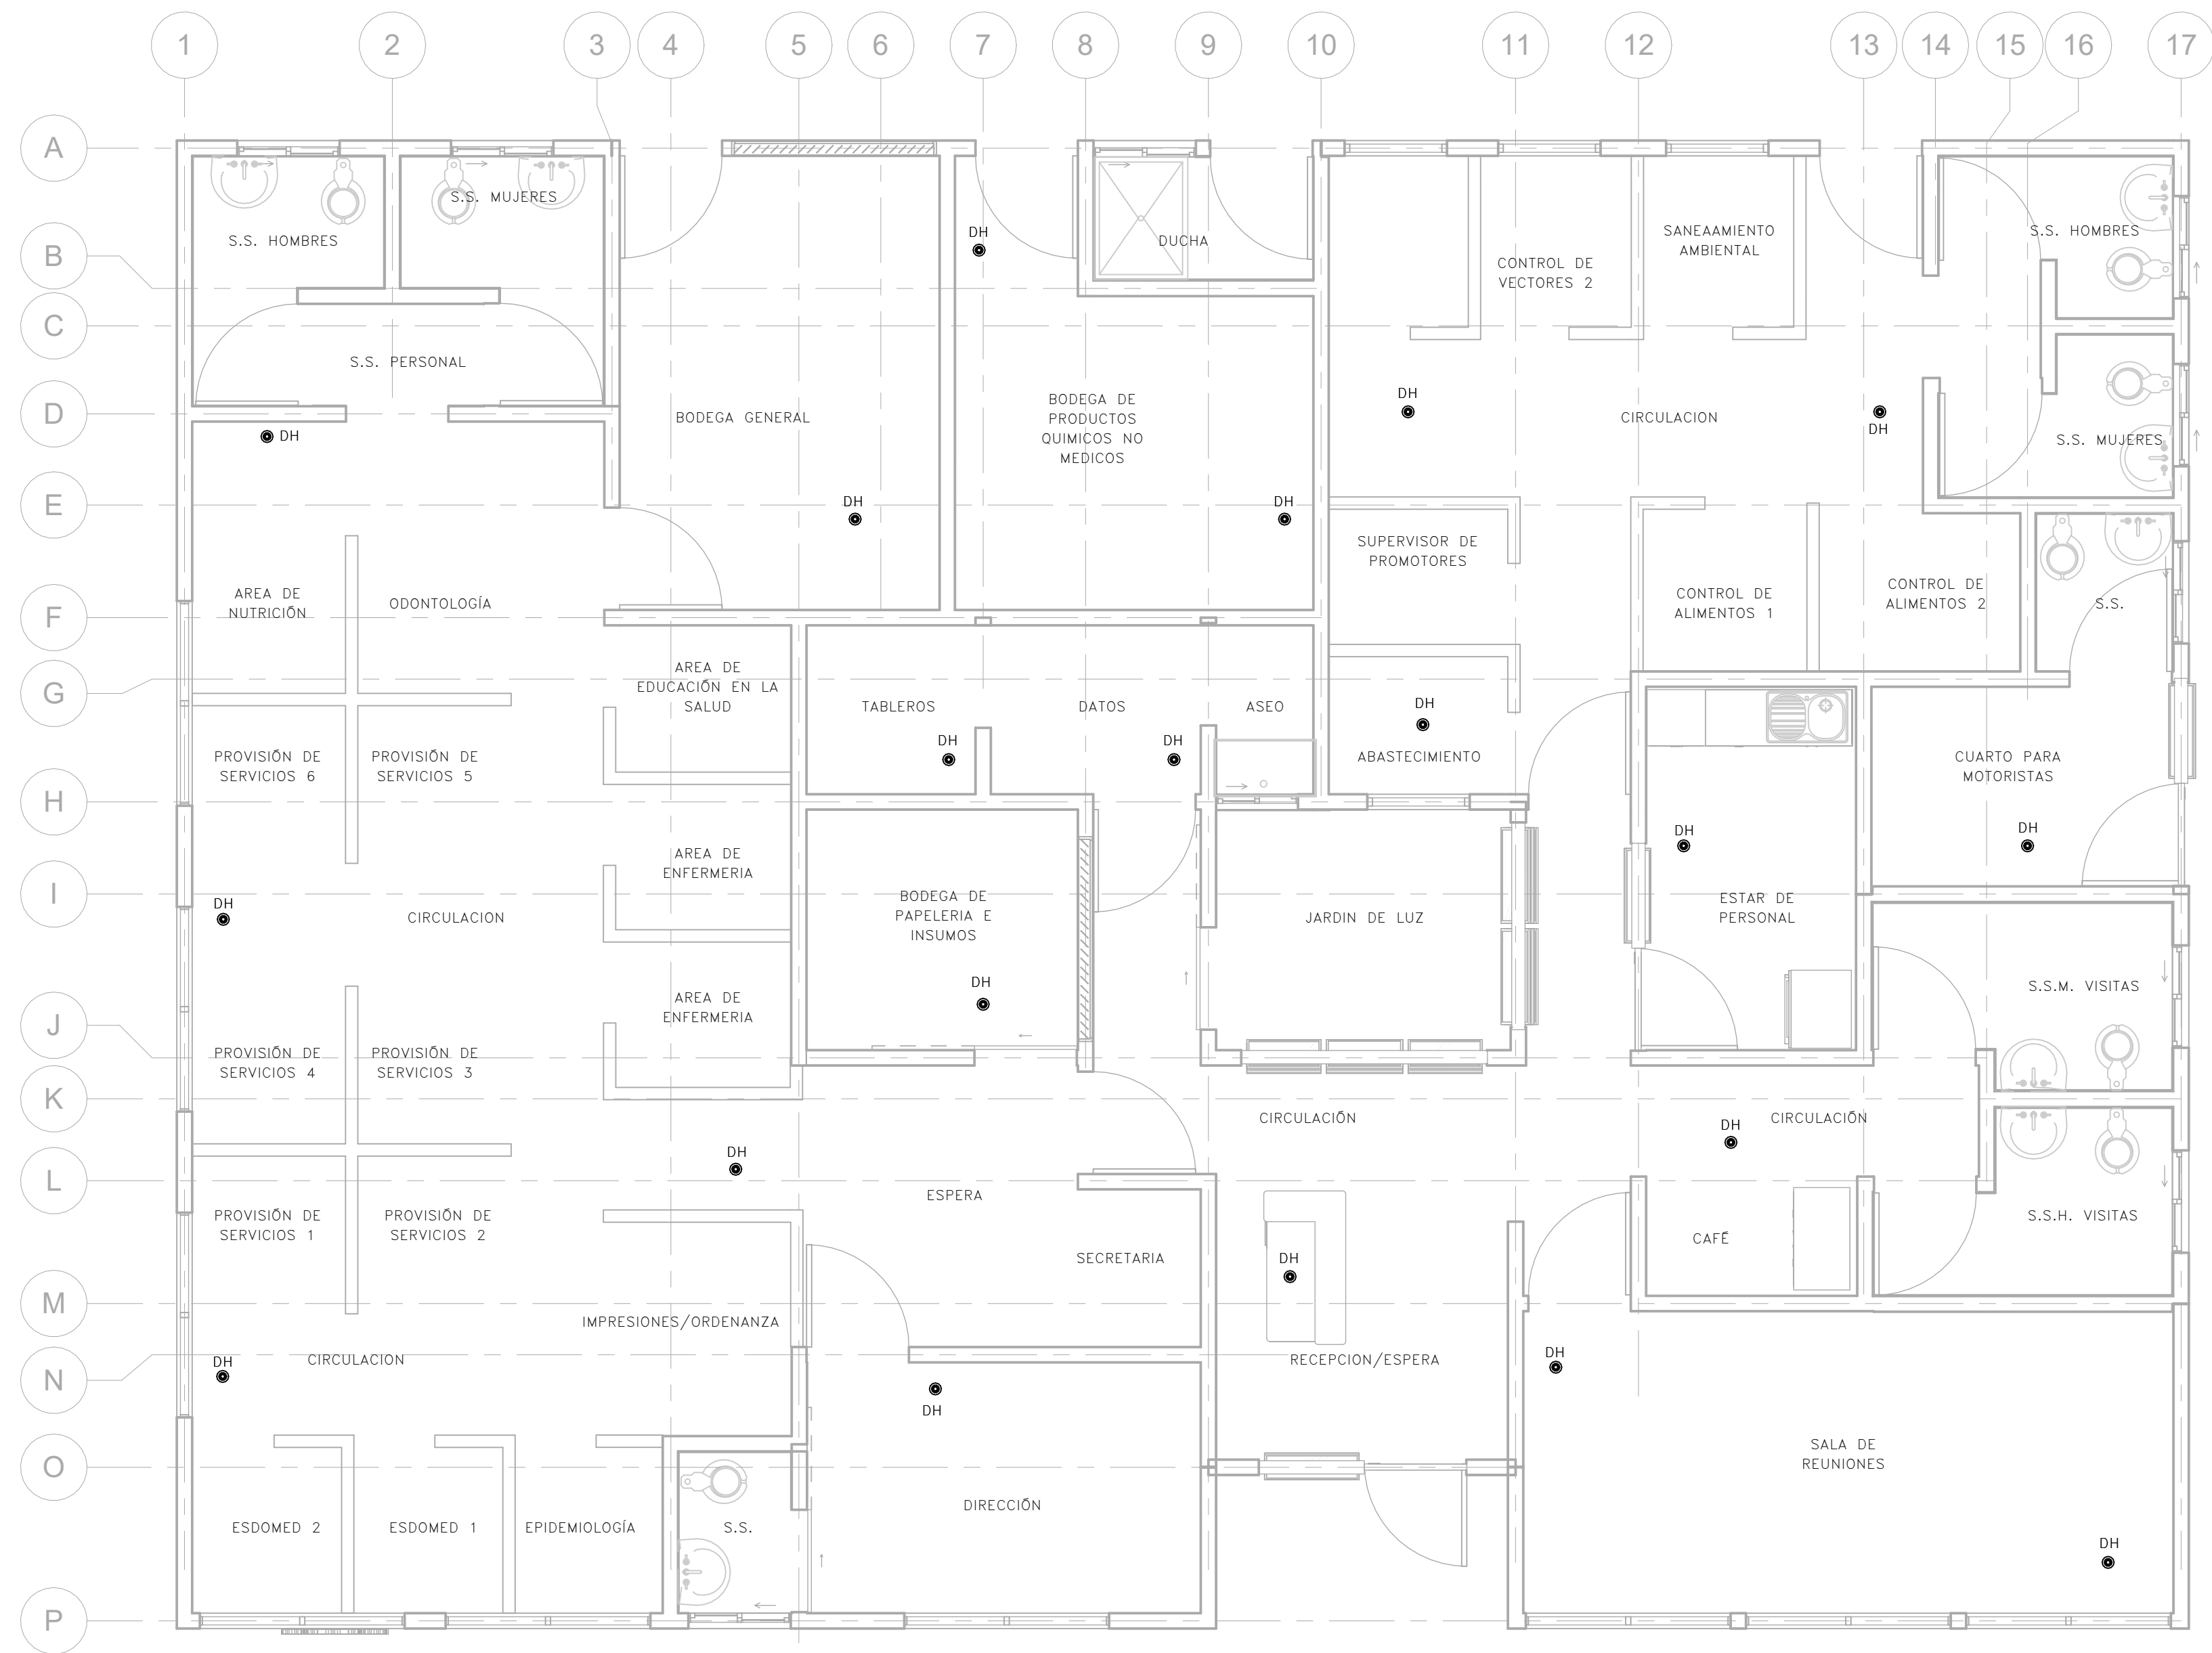 1 2 3 4 5 6 7 8 9 10 11 12 13 14 15 16 17
A
B
C
D
E
F
G
H
I
J
K
L
M
N
O
P
S.S. HOMBRES
S.S. MUJERES
S.S. PERSONAL
DH
BODEGA GENERAL
DH
DH
DUCHA
BODEGA DE
PRODUCTOS
QUIMICOS NO
MEDICOS
DH
CONTROL DE
VECTORES 2
SANEAAMIENTO
AMBIENTAL
S.S. HOMBRES
DH
CIRCULACION
DH
S.S. MUJERES
AREA DE
NUTRICIÓN
ODONTOLOGÍA
SUPERVISOR DE
PROMOTORES
CONTROL DE
ALIMENTOS 1
CONTROL DE
ALIMENTOS 2
S.S.
AREA DE
EDUCACIÓN EN LA
SALUD
TABLEROS
DH
DATOS
DH
ASEO
DH
ABASTECIMIENTO
PROVISIÓN DE
SERVICIOS 6
PROVISIÓN DE
SERVICIOS 5
CUARTO PARA
MOTORISTAS
DH
DH
AREA DE
ENFERMERIA
DH
CIRCULACION
BODEGA DE
PAPELERIA E
INSUMOS
DH
JARDIN DE LUZ
ESTAR DE
PERSONAL
S.S.M. VISITAS
AREA DE
ENFERMERIA
PROVISIÓN DE
SERVICIOS 4
PROVISIÓN DE
SERVICIOS 3
CIRCULACIÓN
DH
CIRCULACIÓN
DH
ESPERA
PROVISIÓN DE
SERVICIOS 1
PROVISIÓN DE
SERVICIOS 2
SECRETARIA
DH
CAFÉ
S.S.H. VISITAS
IMPRESIONES/ORDENANZA
DH
CIRCULACION
RECEPCION/ESPERA
DH
DH
SALA DE
REUNIONES
DIRECCIÓN
ESDOMED 2
ESDOMED 1
EPIDEMIOLOGÍA
S.S.
DH